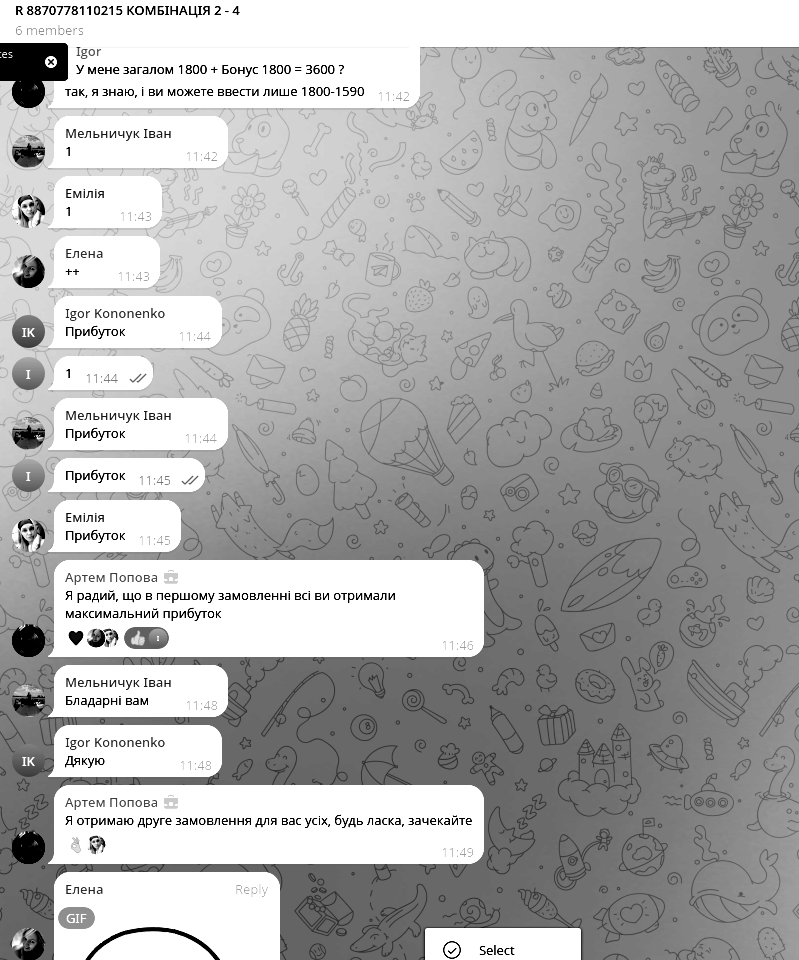 R 8870778110215 КОМБІНАЦІЯ 2 - 4
6 members
Igor
У мене загалом 1800 + Бонус 1800 = 3600 ?
так, я знаю, і ви можете ввести лише 1800-1590 11:42
Мельничук Іван
1 11:42
Емілія
1 11:43
Елена
++ 11:43
Igor Kononenko
IK Прибуток 11:44
I 1 11:44
Мельничук Іван
Прибуток 11:44
I Прибуток 11:45
Емілія
Прибуток 11:45
Артем Попова
Я радий, що в першому замовленні всі ви отримали
максимальний прибуток
I
11:46
Мельничук Іван
Бладарні вам 11:48
Igor Kononenko
IK Дякую 11:48
Артем Попова
Я отримаю друге замовлення для вас усіх, будь ласка, зачекайте
11:49
Елена Reply
GIF
Select